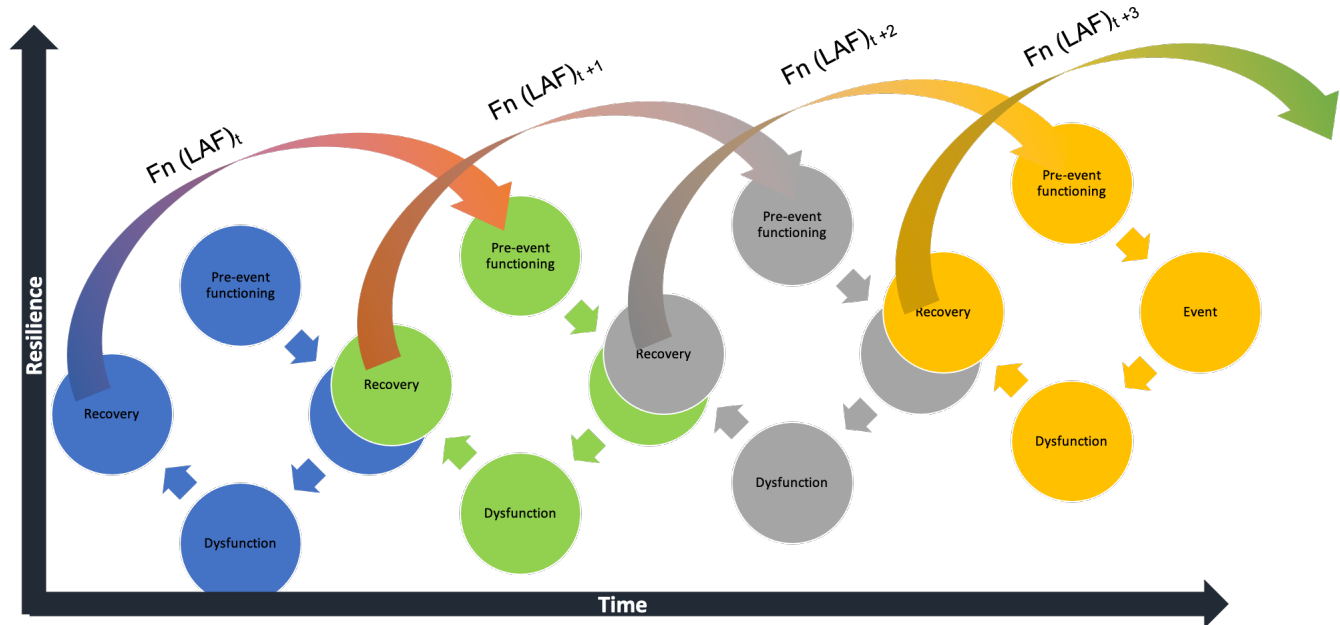 Fn (LAF)t
Fn (LAF)t +1
Fn (LAF)t +2
Fn (LAF)t +3
Resilience
Pre-event
functioning
Recovery
Dysfunction
Pre-event
functioning
Recovery
Dysfunction
Pre-event
functioning
Recovery
Dysfunction
Pre-event
functioning
Recovery
Event
Dysfunction
Time